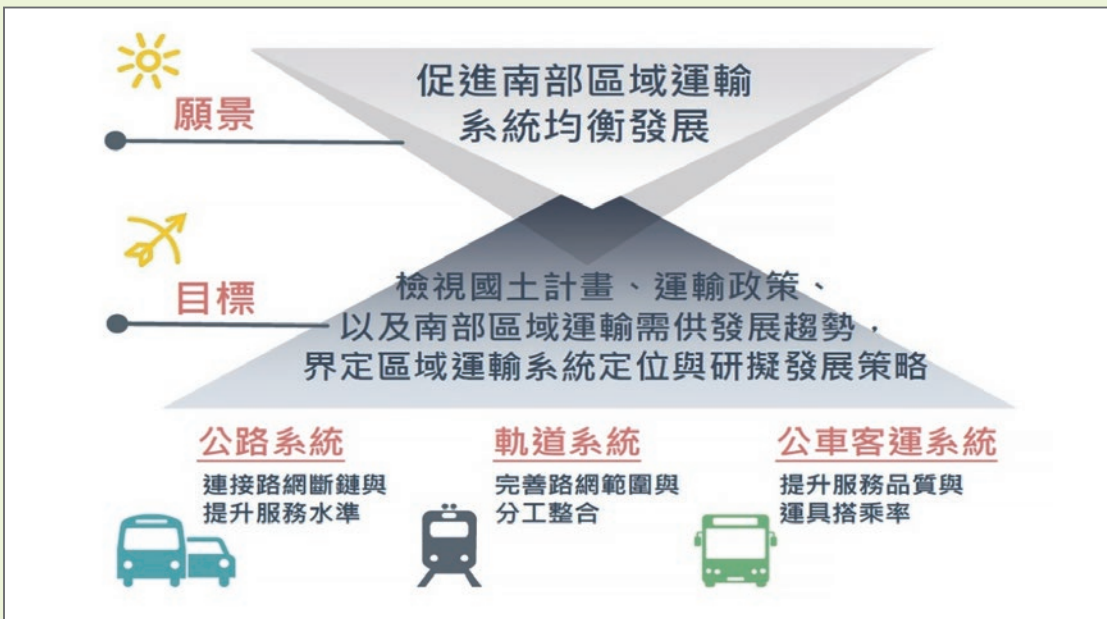 願景
促進南部區域運輸
系統均衡發展
目標
檢視國土計畫、運輸政策、
以及南部區域運輸需供發展趨勢，
界定區域運輸系統定位與研擬發展策略
公路系統
連接路網斷鏈與
提升服務水準
軌道系統
完善路網範圍與
分工整合
公車客運系統
提升服務品質與
運具搭乘率